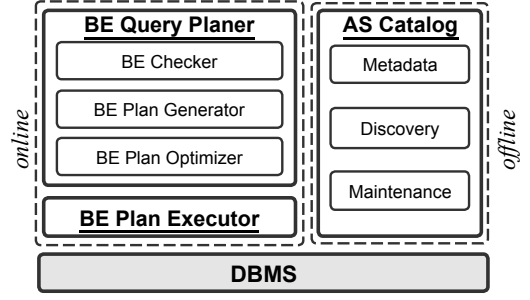 BE Query Planer
BE Checker
BE Plan Generator
BE Plan Optimizer
BE Plan Executor
online
AS Catalog
Metadata
Discovery
Maintenance
offline
DBMS